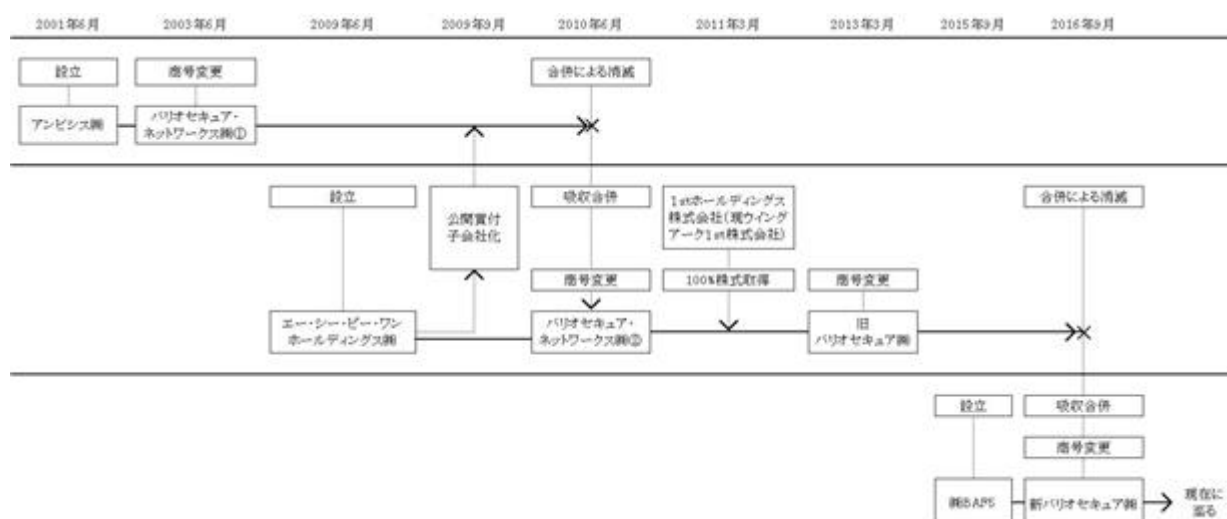 2001年6月
2003年6月
2009年6月
2009年9月
2010年6月
2011年3月
2013年3月
2015年9月
2016年9月
設立
商号変更
合併による消滅
アンビシス㈱
バリオセキュア・
ネットワークス㈱①
設立
公開買付
子会社化
吸収合併
1stホールディングス
株式会社(現ウイング
アーク1st株式会社)
合併による消滅
商号変更
100%株式取得
商号変更
エー・シー・ビー・ワン
ホールディングス㈱
バリオセキュア・
ネットワークス㈱②
旧
バリオセキュア㈱
設立
吸収合併
商号変更
㈱BAFS
新バリオセキュア㈱
現在に
至る